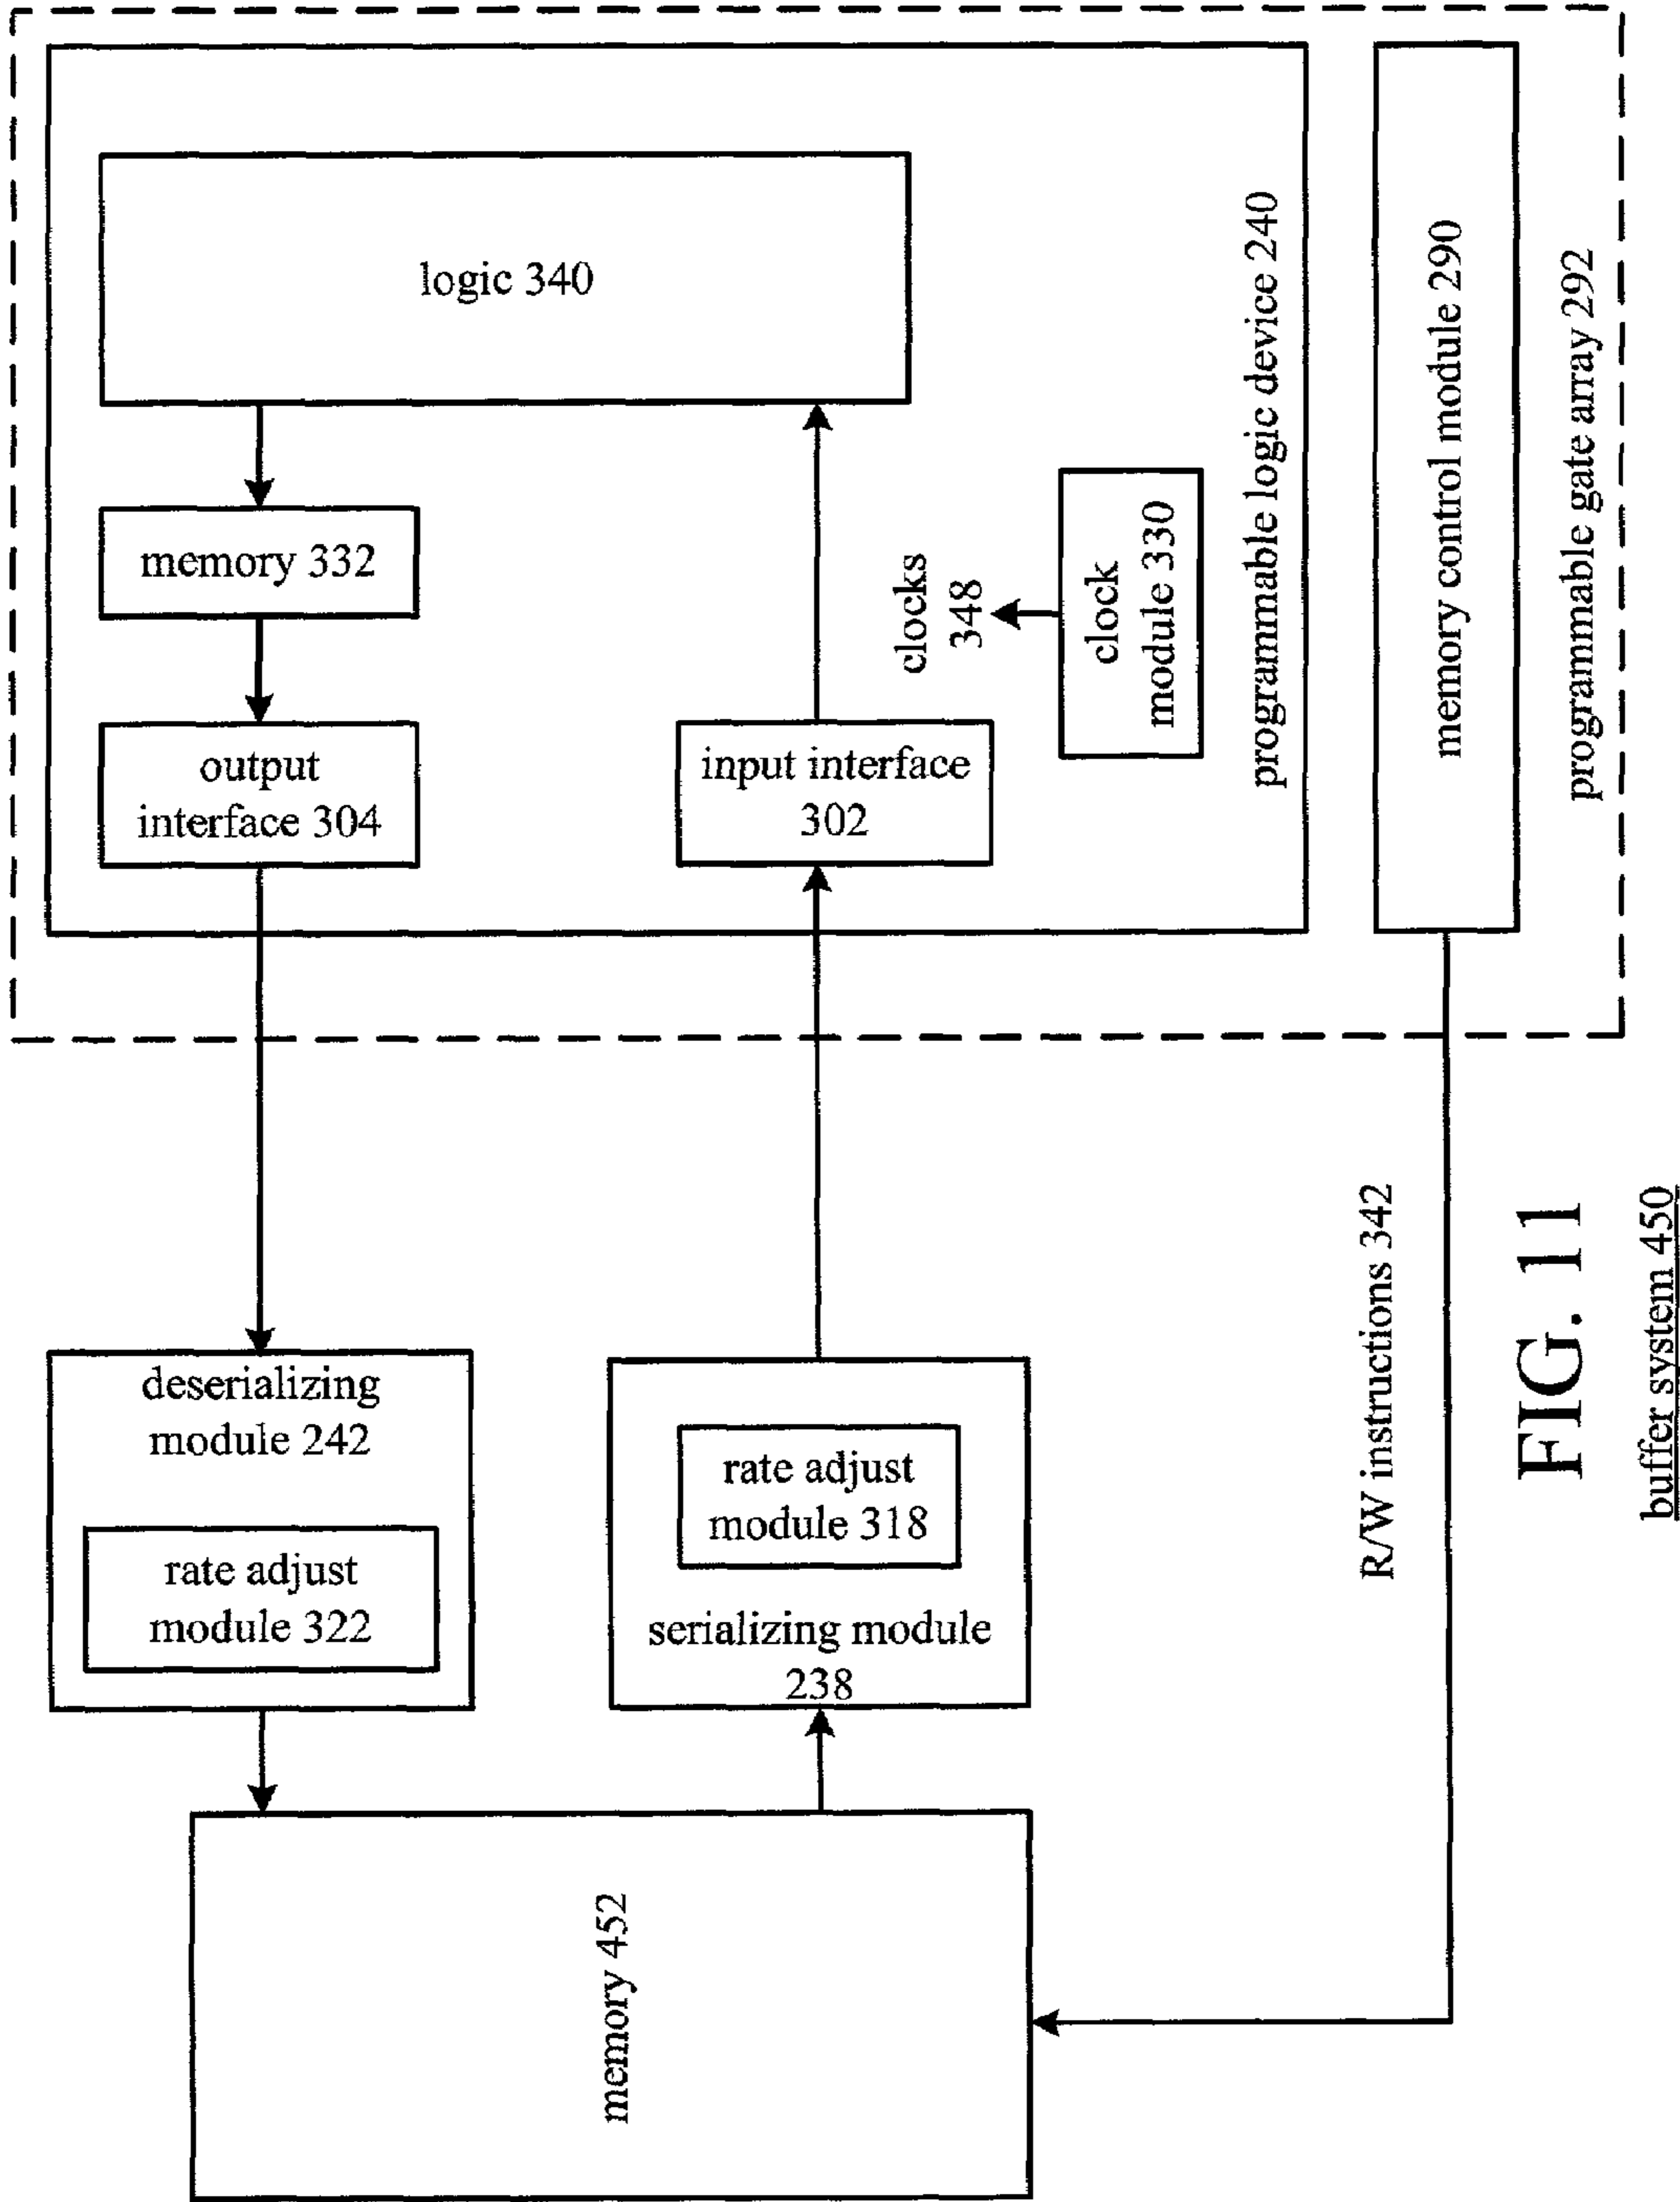 logic 340
memory 332
output
interface 304
input interface
302
clocks
348
clock
module 330
programmable logic device 240
memory control module 290
programmable gate array 292
deserializing
module 242
rate adjust
module 322
rate adjust
module 318
serializing module
238
memory 452
R/W instructions 342
FIG. 11
buffer system 450